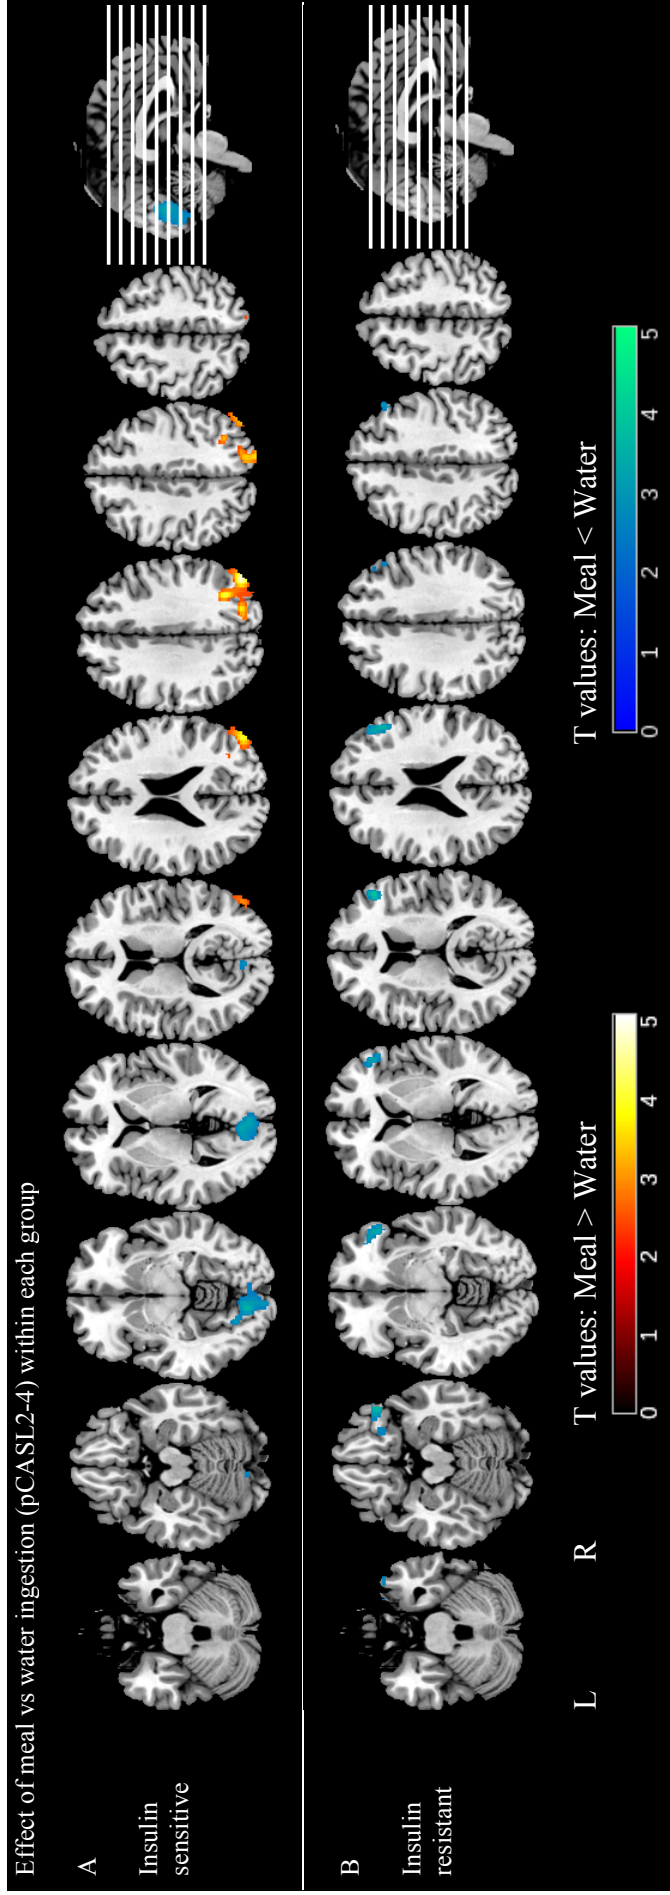 Effect of meal vs water ingestion (pCASL2-4) within each group
A
Insulin
sensitive
B
Insulin
resistant
L
R
T values: Meal > Water
0 1 2 3 4 5
T values: Meal < Water
0 1 2 3 4 5